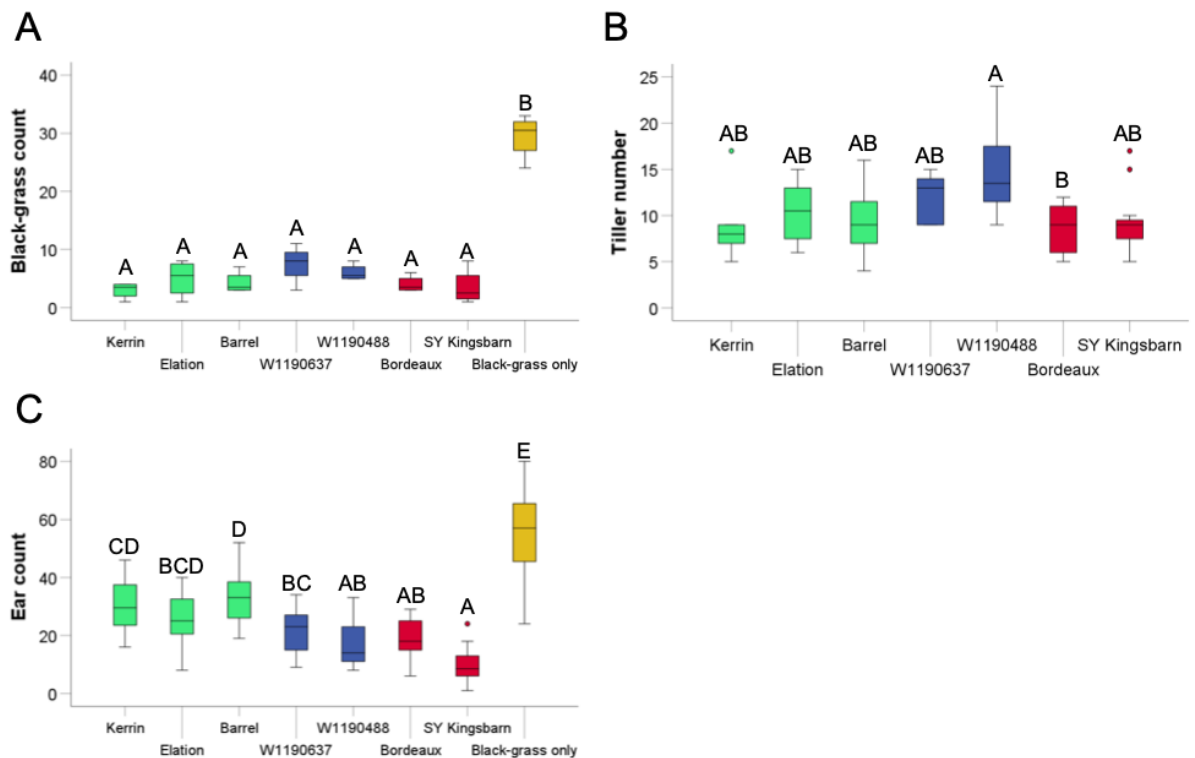 A
Black-grass count
40
30
20
10
0
A
A
A
A
A
A
A
B
Kerrin
Barrel
W1190488
SY Kingsbarn
Elation
W1190637
Bordeaux
Black-grass only
B
Tiller number
25
20
15
10
5
0
AB
AB
AB
AB
A
B
AB
Kerrin
Barrel
W1190488
SY Kingsbarn
Elation
W1190637
Bordeaux
C
Ear count
80
60
40
20
0
CD
BCD
D
BC
AB
AB
A
E
Kerrin
Barrel
W1190488
SY Kingsbarn
Elation
W1190637
Bordeaux
Black-grass only